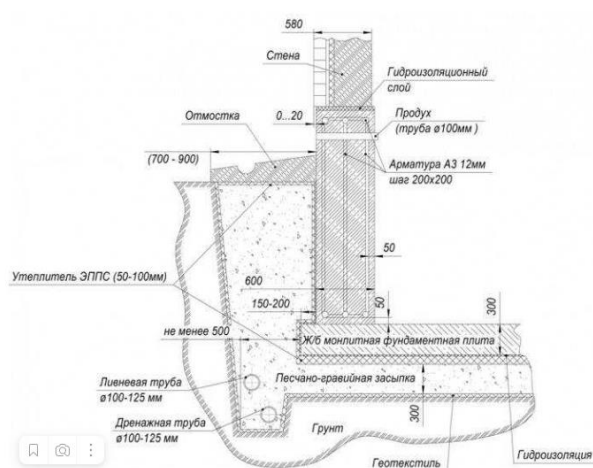 580
Стена
Гидроизоляционный
слой
0...20
Продух
(труба ø100мм )
Отмостка
(700 - 900)
Арматура А3 12мм
шаг 200х200
50
Утеплитель ЭППС (50-100мм)
600
150-200
50
300
не менее 500
Ж/б монлитная фундаментная плита
Ливневая труба
ø100-125 мм
Песчано-гравийная засыпка
300
Дренажная труба
ø100-125 мм
Грунт
Гидроизоляция
Геотекстиль